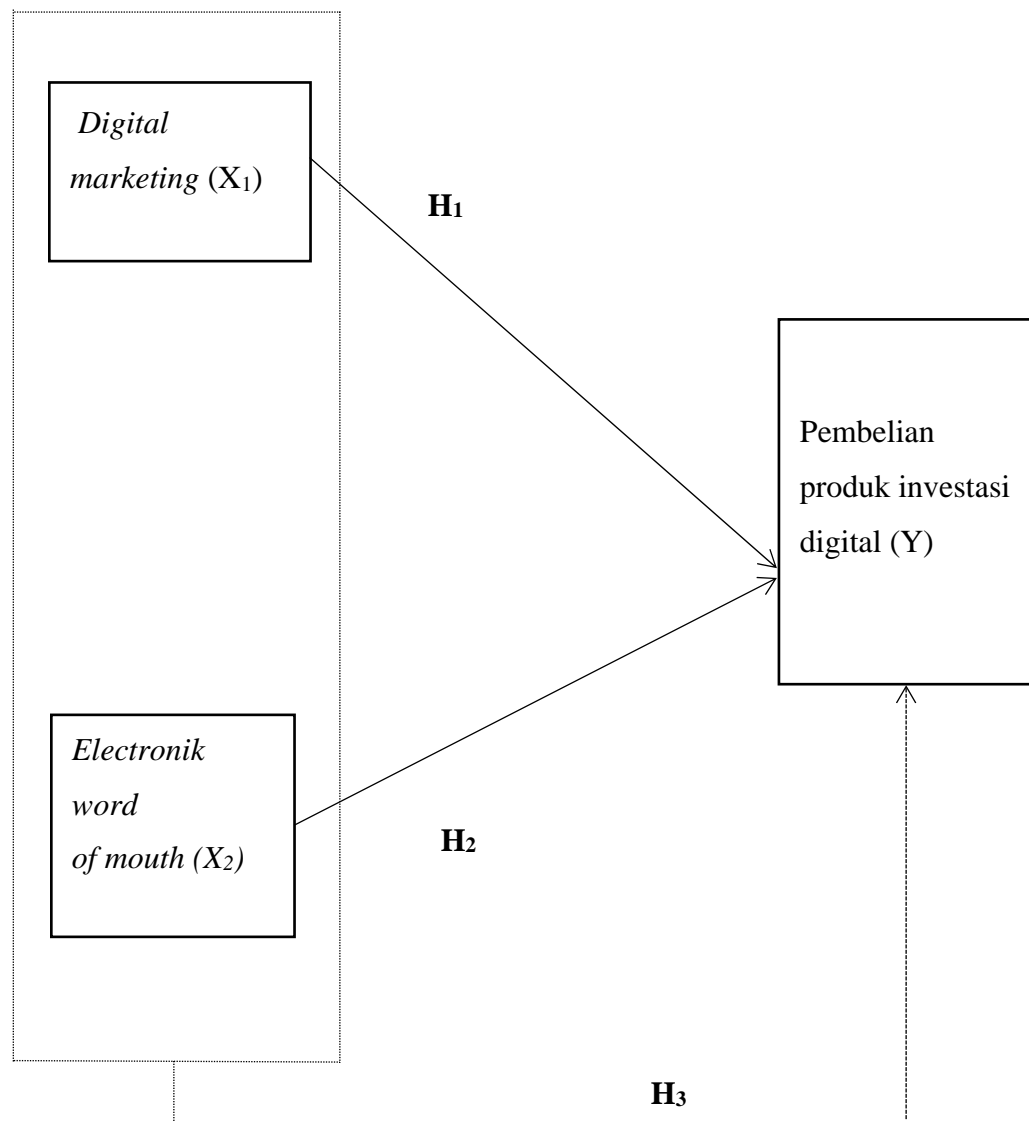 Digital
marketing (X₁)
H₁
Pembelian
produk investasi
digital (Y)
Electronik
word
of mouth (X₂)
H₂
H₃